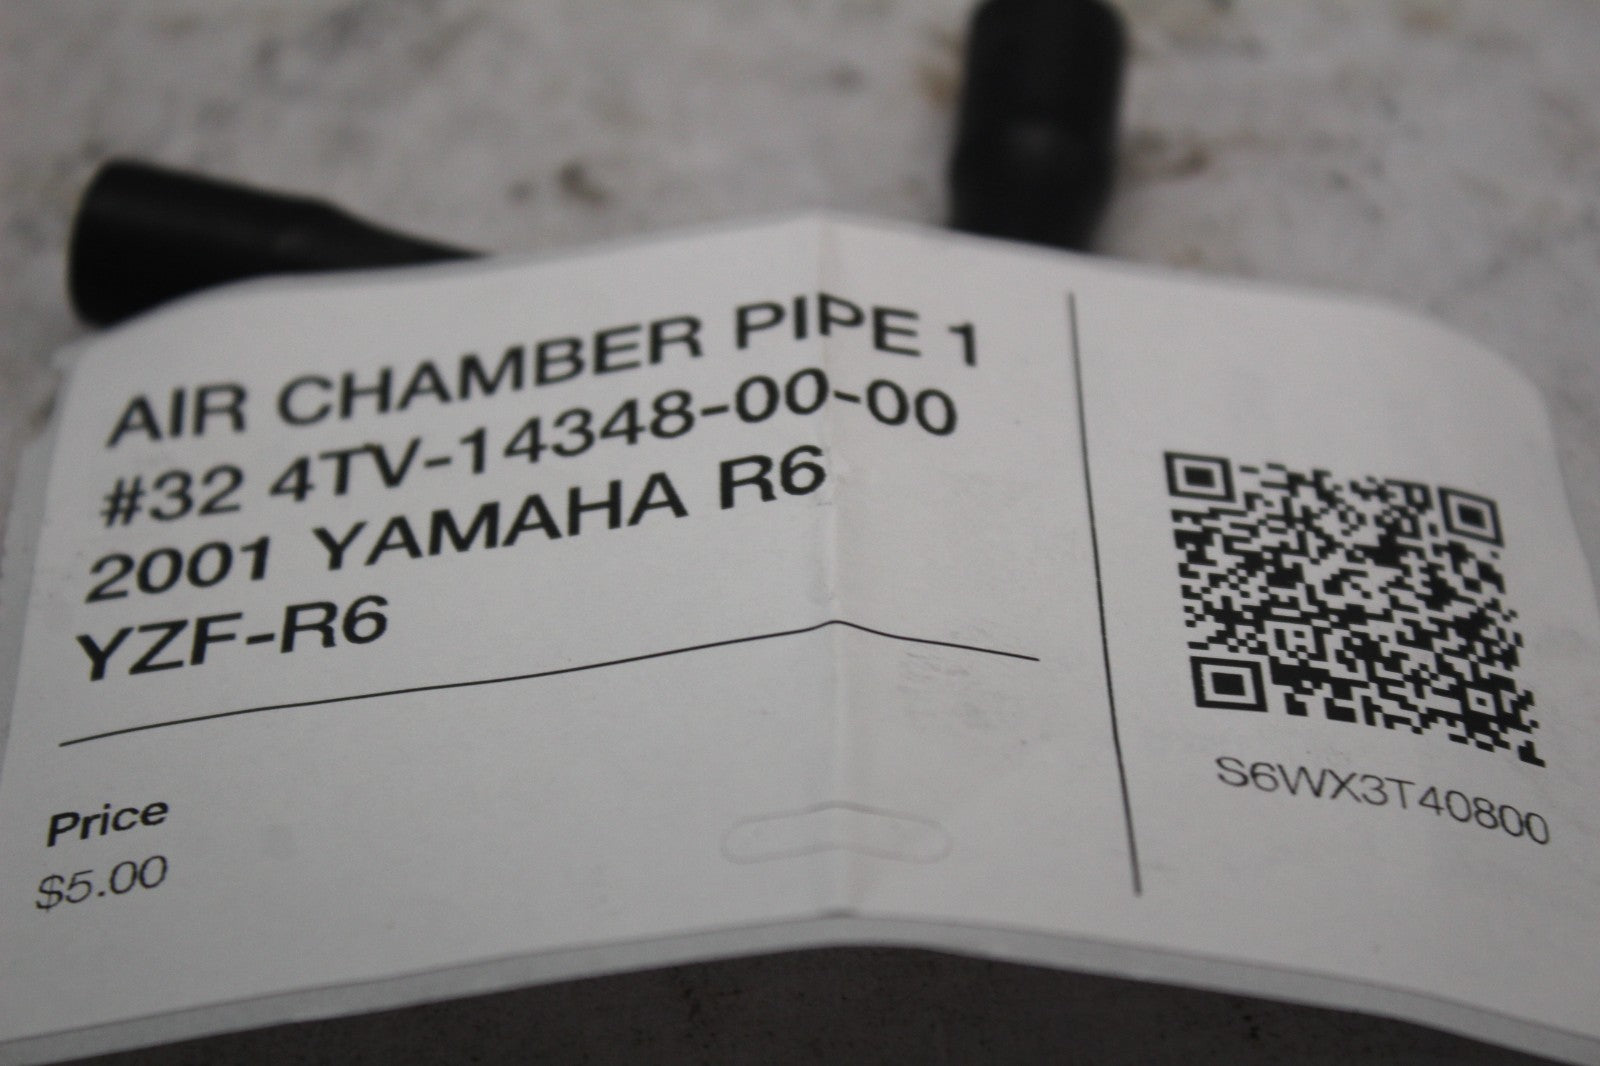 AIR CHAMBER PIPE 1
#32 4TV-14348-00-00
2001 YAMAHA R6
YZF-R6
Price
$5.00
S6WX3T40800